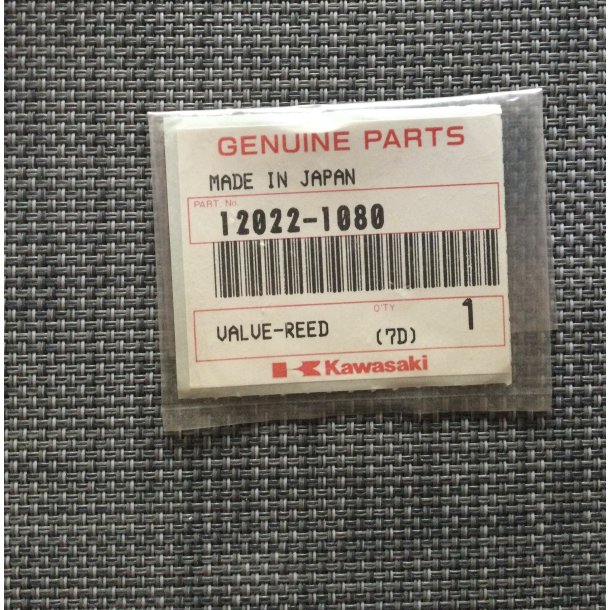 GENUINE PARTS
MADE IN JAPAN
PART No.
12022-1080
Q'TY
VALVE-REED (7D) 1
Kawasaki